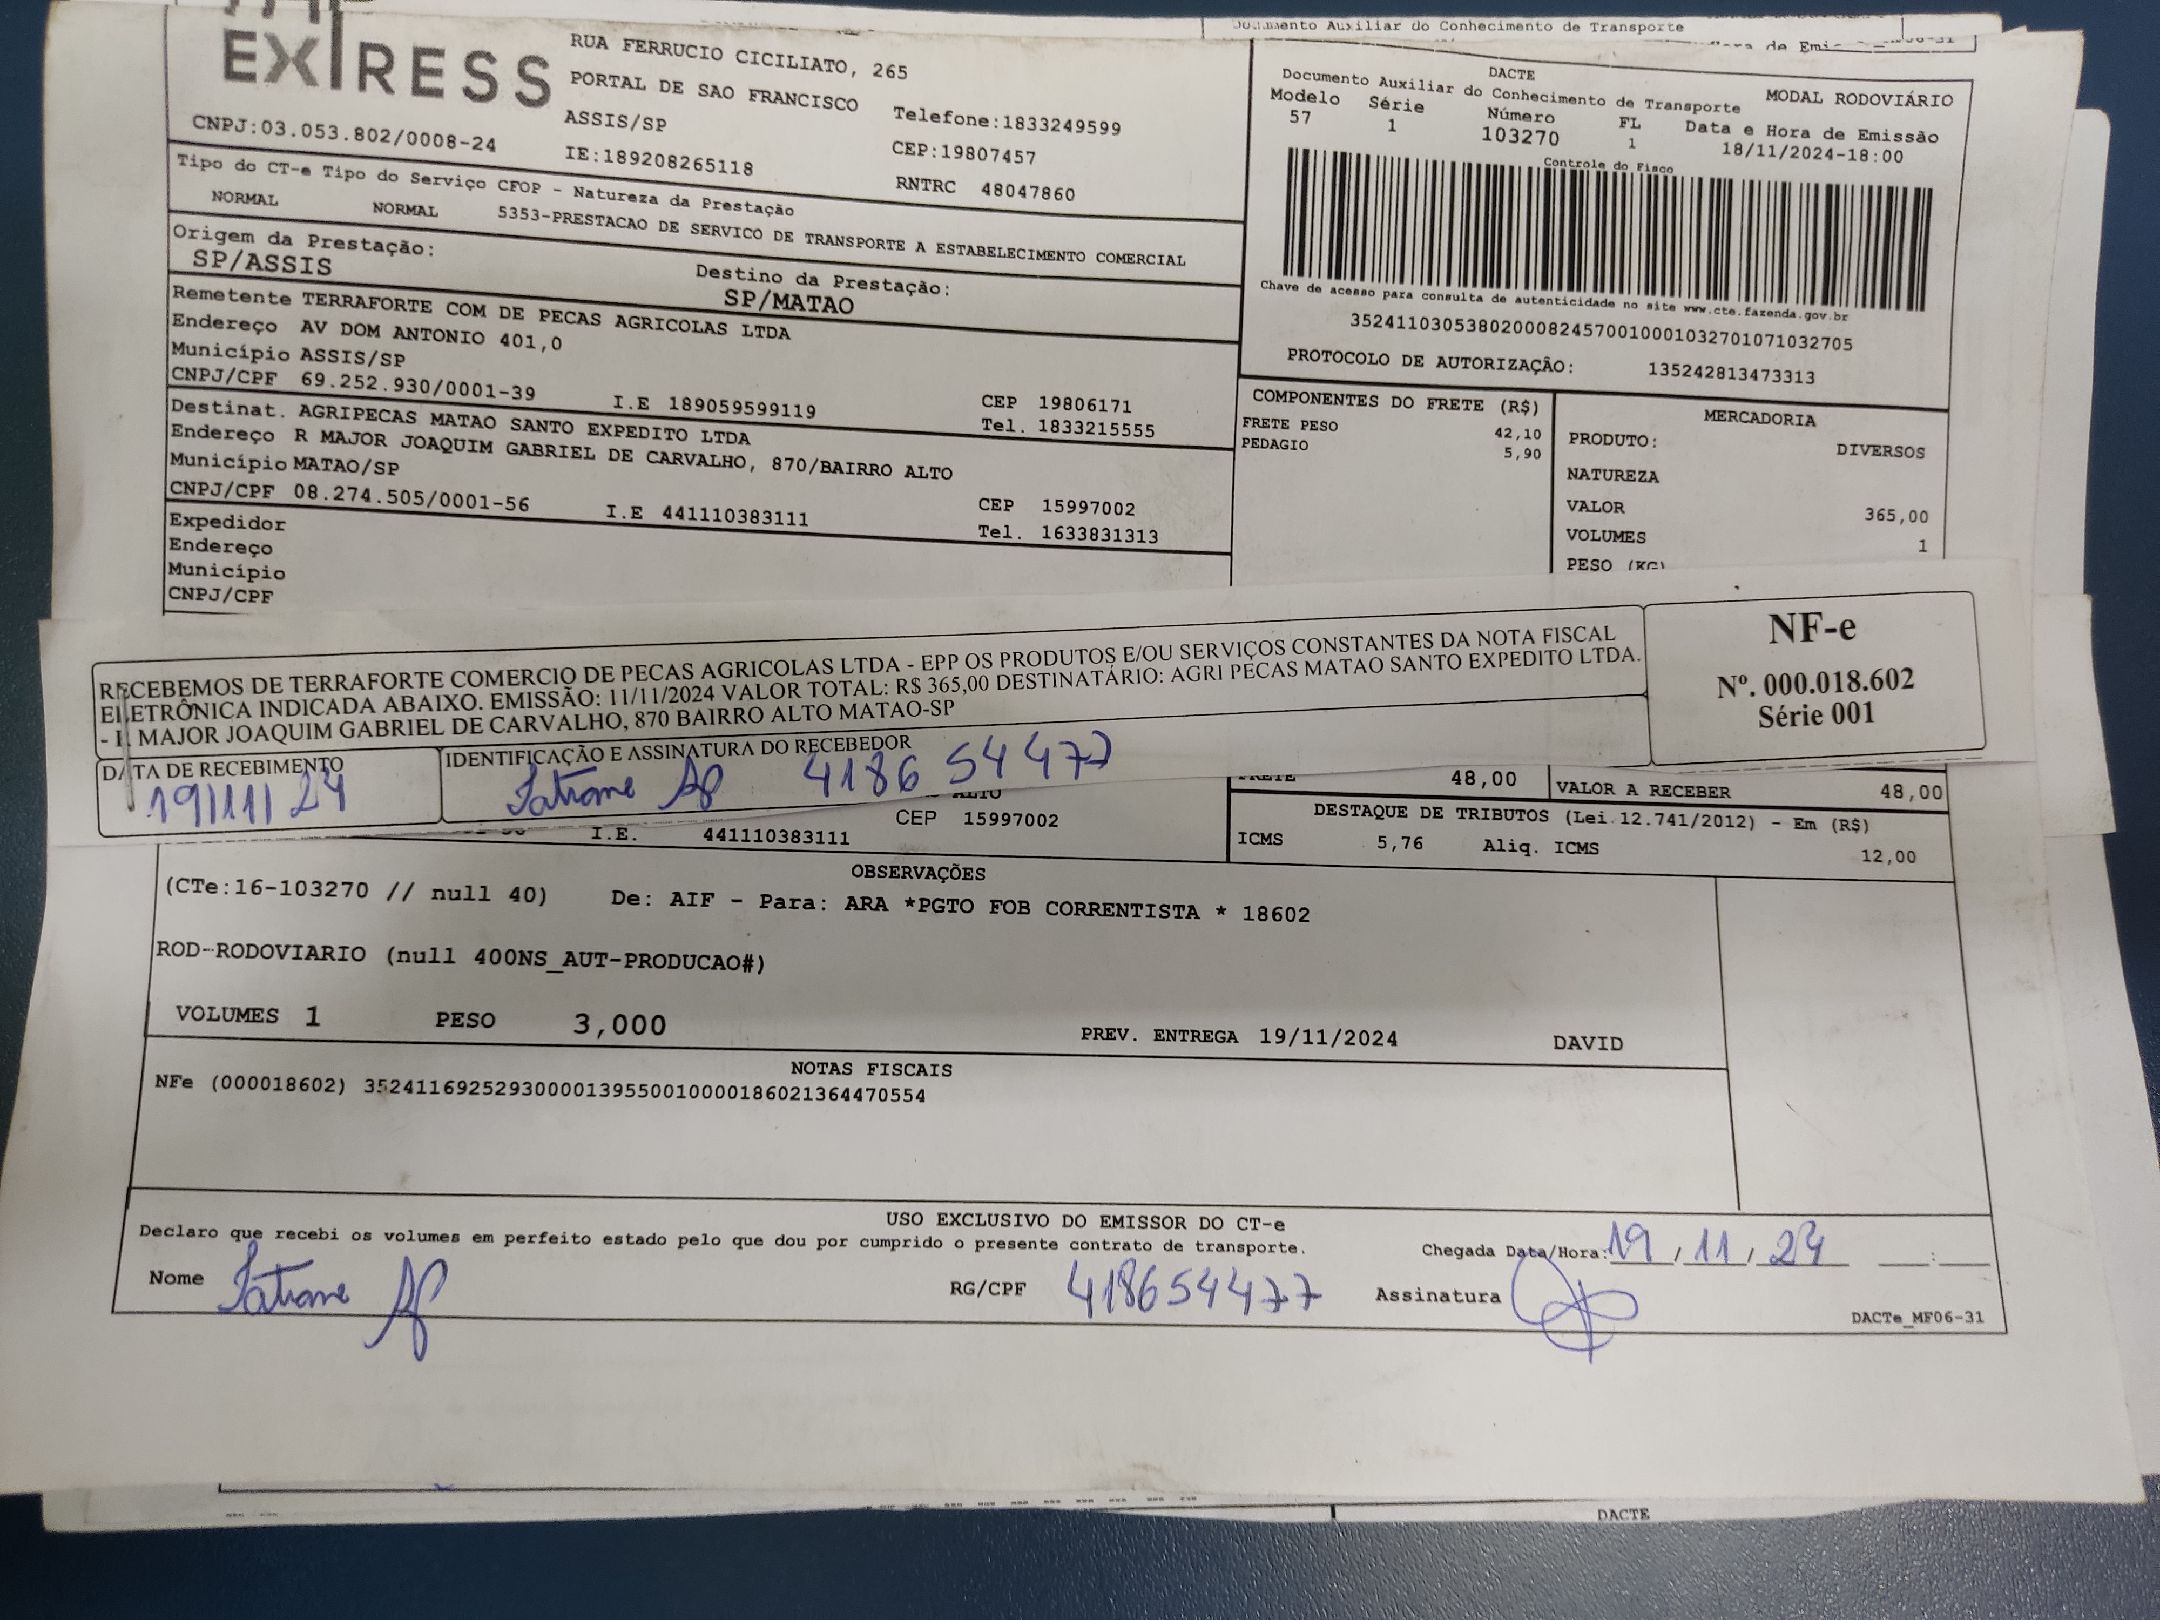 Documento Auxiliar do Conhecimento de Transporte
EXPRESS
RUA FERRUCIO CICILIATO, 265
PORTAL DE SAO FRANCISCO
ASSIS/SP
Telefone:1833249599
CNPJ:03.053.802/0008-24
IE:189208265118
CEP:19807457
RNTRC 48047860
DACTE
Documento Auxiliar do Conhecimento de Transporte
MODAL RODOVIÁRIO
Modelo Série Número FL Data e Hora de Emissão
57 1 103270 1 18/11/2024-18:00
Controle do Fisco
Tipo do CT-e Tipo do Serviço CFOP - Natureza da Prestação
NORMAL NORMAL 5353-PRESTACAO DE SERVICO DE TRANSPORTE A ESTABELECIMENTO COMERCIAL
Origem da Prestação:
SP/ASSIS
Destino da Prestação:
SP/MATAO
Chave de acesso para consulta de autenticidade no site www.cte.fazenda.gov.br
35241103053802000824570010001032701071032705
PROTOCOLO DE AUTORIZAÇÃO: 135242813473313
Remetente TERRAFORTE COM DE PECAS AGRICOLAS LTDA
Endereço AV DOM ANTONIO 401,0
Município ASSIS/SP
CNPJ/CPF 69.252.930/0001-39 I.E 189059599119 CEP 19806171
Tel. 1833215555
Destinat. AGRIPECAS MATAO SANTO EXPEDITO LTDA
Endereço R MAJOR JOAQUIM GABRIEL DE CARVALHO, 870/BAIRRO ALTO
Município MATAO/SP
CNPJ/CPF 08.274.505/0001-56 I.E 441110383111 CEP 15997002
Tel. 1633831313
Expedidor
Endereço
Município
CNPJ/CPF
COMPONENTES DO FRETE (R$)
FRETE PESO 42,10
PEDAGIO 5,90
MERCADORIA
PRODUTO: DIVERSOS
NATUREZA
VALOR 365,00
VOLUMES 1
PESO (KG)
RECEBEMOS DE TERRAFORTE COMERCIO DE PECAS AGRICOLAS LTDA - EPP OS PRODUTOS E/OU SERVIÇOS CONSTANTES DA NOTA FISCAL
ELETRÔNICA INDICADA ABAIXO. EMISSÃO: 11/11/2024 VALOR TOTAL: R$ 365,00 DESTINATÁRIO: AGRI PECAS MATAO SANTO EXPEDITO LTDA.
- R MAJOR JOAQUIM GABRIEL DE CARVALHO, 870 BAIRRO ALTO MATAO-SP
NF-e
Nº. 000.018.602
Série 001
DATA DE RECEBIMENTO
19/11/24
IDENTIFICAÇÃO E ASSINATURA DO RECEBEDOR
Tatiane Ap 418654477
FRETE 48,00 VALOR A RECEBER 48,00
ALTO
I.E. 441110383111 CEP 15997002
DESTAQUE DE TRIBUTOS (Lei.12.741/2012) - Em (R$)
ICMS 5,76 Aliq. ICMS 12,00
OBSERVAÇÕES
(CTe:16-103270 // null 40) De: AIF - Para: ARA *PGTO FOB CORRENTISTA * 18602
ROD-RODOVIARIO (null 400NS_AUT-PRODUCAO#)
VOLUMES 1 PESO 3,000 PREV. ENTREGA 19/11/2024 DAVID
NOTAS FISCAIS
NFe (000018602) 35241169252930000139550010000186021364470554
USO EXCLUSIVO DO EMISSOR DO CT-e
Declaro que recebi os volumes em perfeito estado pelo que dou por cumprido o presente contrato de transporte.
Chegada Data/Hora: 19 / 11 / 24 :
Nome Tatiane Ap RG/CPF 418654477 Assinatura
DACTe_MF06-31
DACTE